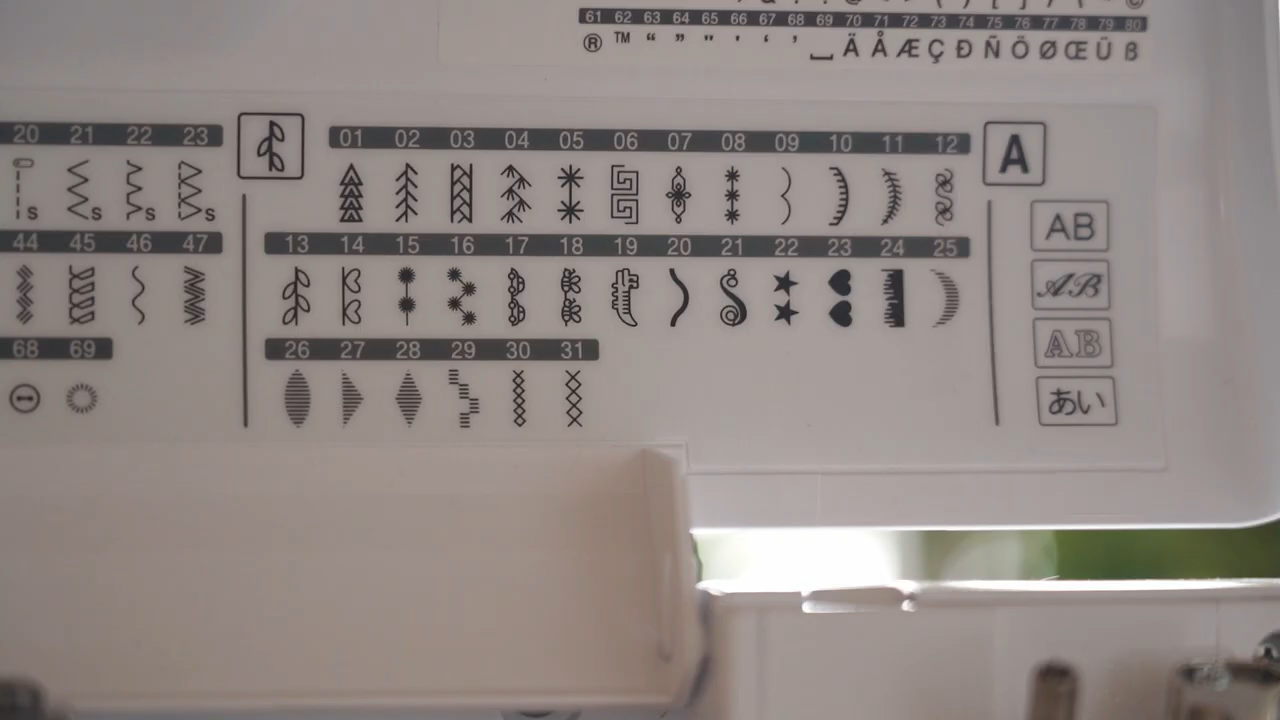 61 62 63 64 65 66 67 68 69 70 71 72 73 74 75 76 77 78 79 80
® ™ “ ” " ' ‘ ’ ⎵ Ä Å Æ Ç Ð Ñ Ö Ø Œ Ü ß
20 21 22 23
S S S S
44 45 46 47
68 69
01 02 03 04 05 06 07 08 09 10 11 12
13 14 15 16 17 18 19 20 21 22 23 24 25
26 27 28 29 30 31
A
AB
AB
AB
あい